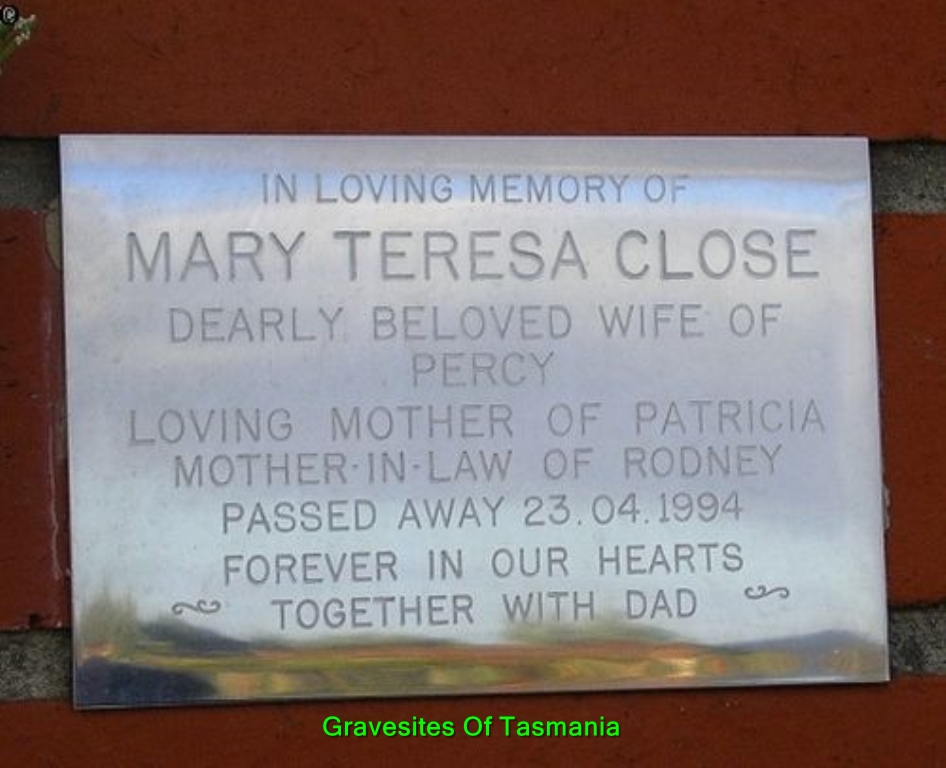 IN LOVING MEMORY OF
MARY TERESA CLOSE
DEARLY BELOVED WIFE OF
PERCY
LOVING MOTHER OF PATRICIA
MOTHER-IN-LAW OF RODNEY
PASSED AWAY 23.04.1994
FOREVER IN OUR HEARTS
TOGETHER WITH DAD
Gravesites Of Tasmania